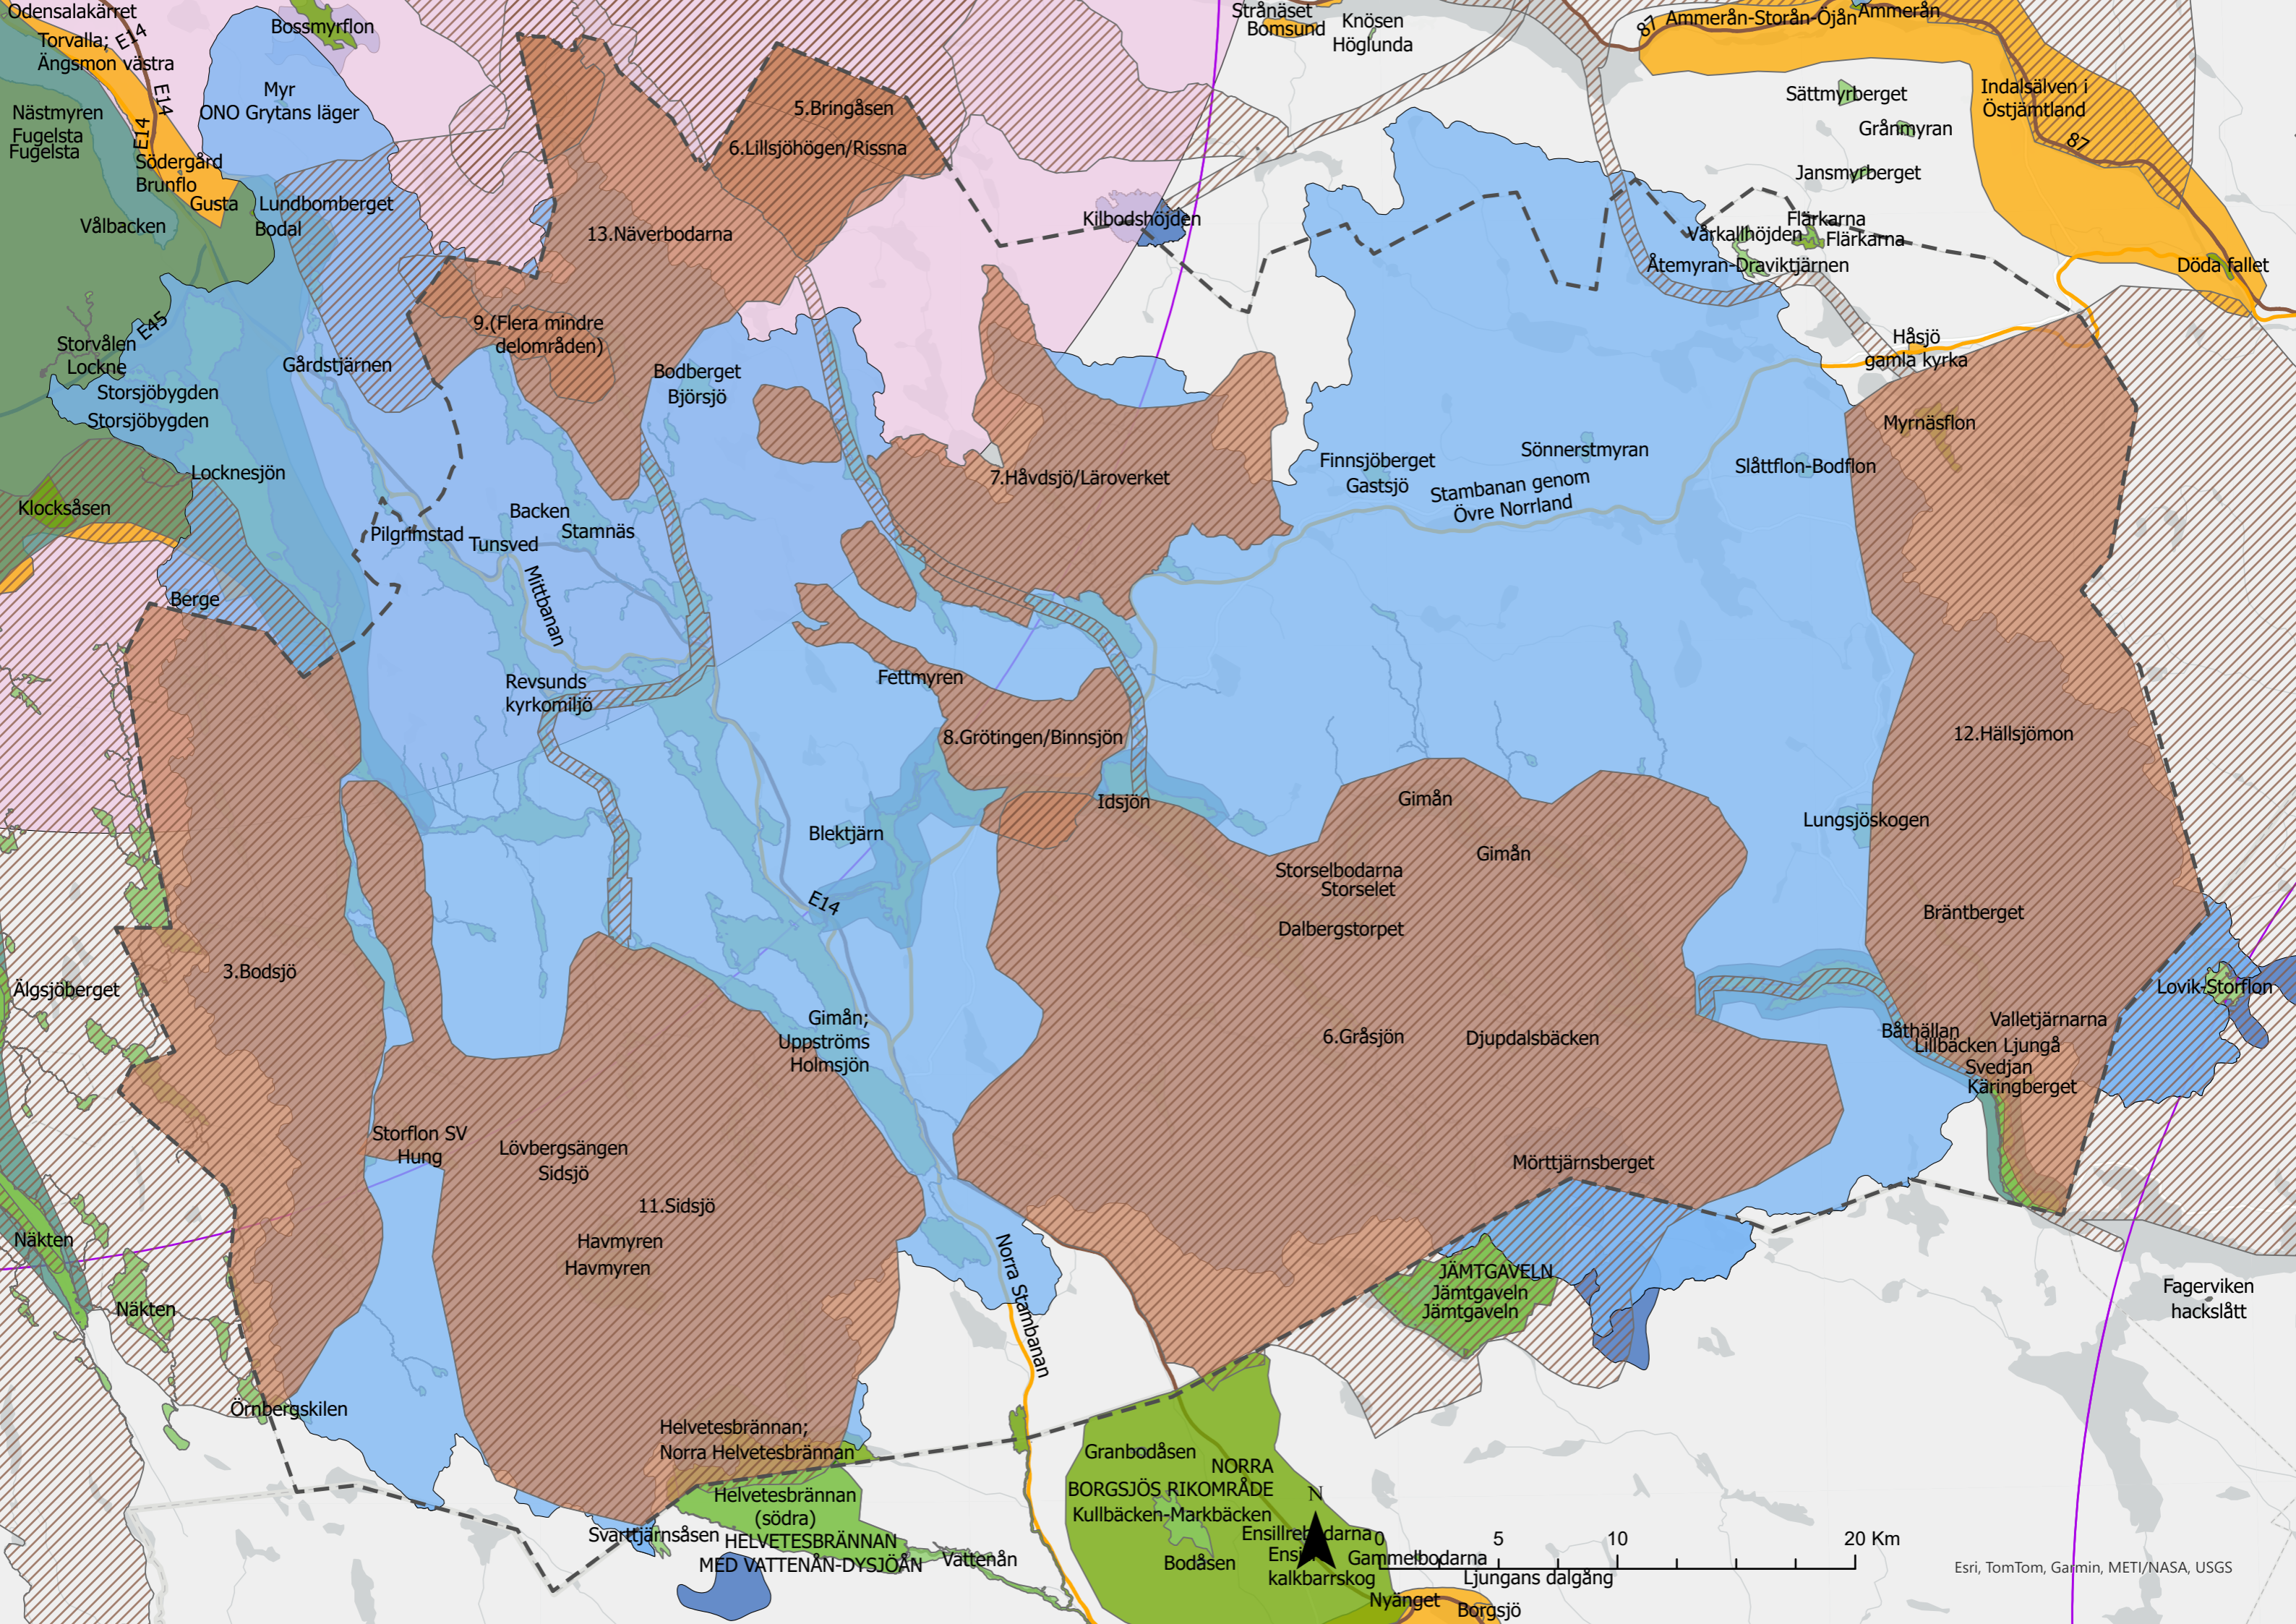 Odensalakärret
Torvalla;
Ängsmon västra
E14
E14
E14
Bossmyrflon
Myr
ONO Grytans läger
Nästmyren
Fugelsta
Fugelsta
Södergård
Brunflo
Gusta
Vålbacken
Lundbomberget
Bodal
5.Bringåsen
6.Lillsjöhögen/Rissna
13.Näverbodarna
Strånäset
Bomsund
Knösen
Höglunda
87
Ammerån-Storån-Öjån
Ammerån
Sättmyrberget
Grånmyran
Jansmyrberget
Indalsälven i
Östjämtland
87
Kilbodshöjden
Flärkarna
Vårkallhöjden
Flärkarna
Åtemyran-Draviktjärnen
Döda fallet
E45
Storvålen
Lockne
Storsjöbygden
Storsjöbygden
Gårdstjärnen
9.(Flera mindre
delområden)
Bodberget
Björsjö
Håsjö
gamla kyrka
Myrnäsflon
Locknesjön
Klocksåsen
7.Håvdsjö/Läroverket
Finnsjöberget
Gastsjö
Sönnerstmyran
Stambanan genom
Övre Norrland
Slåttflon-Bodflon
Pilgrimstad
Backen
Tunsved
Stamnäs
Mittbanan
Berge
Revsunds
kyrkomiljö
Fettmyren
8.Grötingen/Binnsjön
12.Hällsjömon
Idsjön
Gimån
Gimån
Blektjärn
Lungsjöskogen
Storselbodarna
Storselet
Dalbergstorpet
E14
Bräntberget
3.Bodsjö
Älgsjöberget
Lovik-Storflon
Gimån;
Uppströms
Holmsjön
6.Gråsjön
Djupdalsbäcken
Valletjärnarna
Båthällan
Lillbäcken Ljungå
Svedjan
Käringberget
Storflon SV
Hung
Lövbergsängen
Sidsjö
Mörttjärnsberget
11.Sidsjö
Havmyren
Havmyren
Näkten
Näkten
Norra Stambanan
JÄMTGAVELN
Jämtgaveln
Jämtgaveln
Fagerviken
hackslått
Örnbergskilen
Helvetesbrännan;
Norra Helvetesbrännan
Helvetesbrännan
(södra)
HELVETESBRÄNNAN
MED VATTENÅN-DYSJÖÅN
Svarttjärnsåsen
Vattenån
Granbodåsen
NORRA
BORGSJÖS RIKOMRÅDE
Kullbäcken-Markbäcken
Bodåsen
Ensillrebodarna
kalkbarrskog
Gammelbodarna
Ljungans dalgång
Nyänget
Borgsjö
N
0 5 10 20 Km
Esri, TomTom, Garmin, METI/NASA, USGS